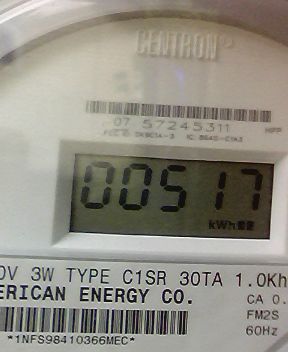 CENTRON®
07 57245311
00517
kWh
0V 3W TYPE C1SR 30TA 1.0Kh
ERICAN ENERGY CO.
CA 0.
FM2S
60Hz
*1NFS98410366MEC*